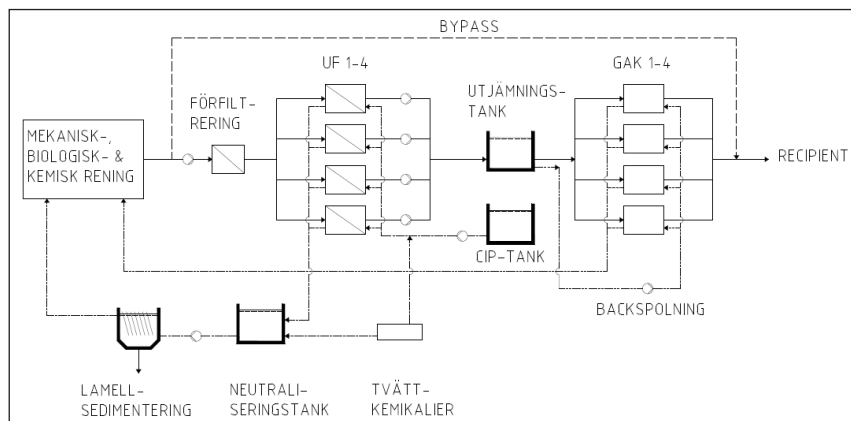 BYPASS
UF 1-4
GAK 1-4
FÖRFILT-
RERING
UTJÄMNINGS-
TANK
MEKANISK-,
BIOLOGISK- &
KEMISK RENING
RECIPIENT
CIP-TANK
BACKSPOLNING
LAMELL-
SEDIMENTERING
NEUTRALI-
SERINGSTANK
TVÄTT-
KEMIKALIER